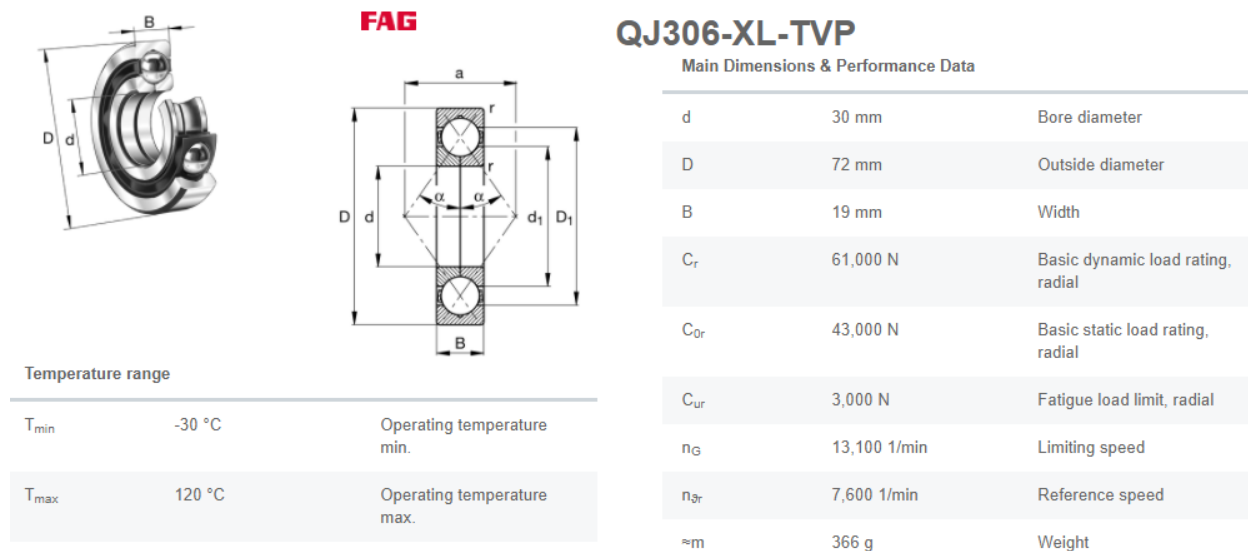 FAG
QJ306-XL-TVP
B
D
d
a
r
r
α α
D
d
d1
D1
B
Temperature range
Tmin -30 °C Operating temperature
min.
Tmax 120 °C Operating temperature
max.
Main Dimensions & Performance Data
d 30 mm Bore diameter
D 72 mm Outside diameter
B 19 mm Width
Cr 61,000 N Basic dynamic load rating,
radial
C0r 43,000 N Basic static load rating,
radial
Cur 3,000 N Fatigue load limit, radial
nG 13,100 1/min Limiting speed
nϑr 7,600 1/min Reference speed
≈m 366 g Weight